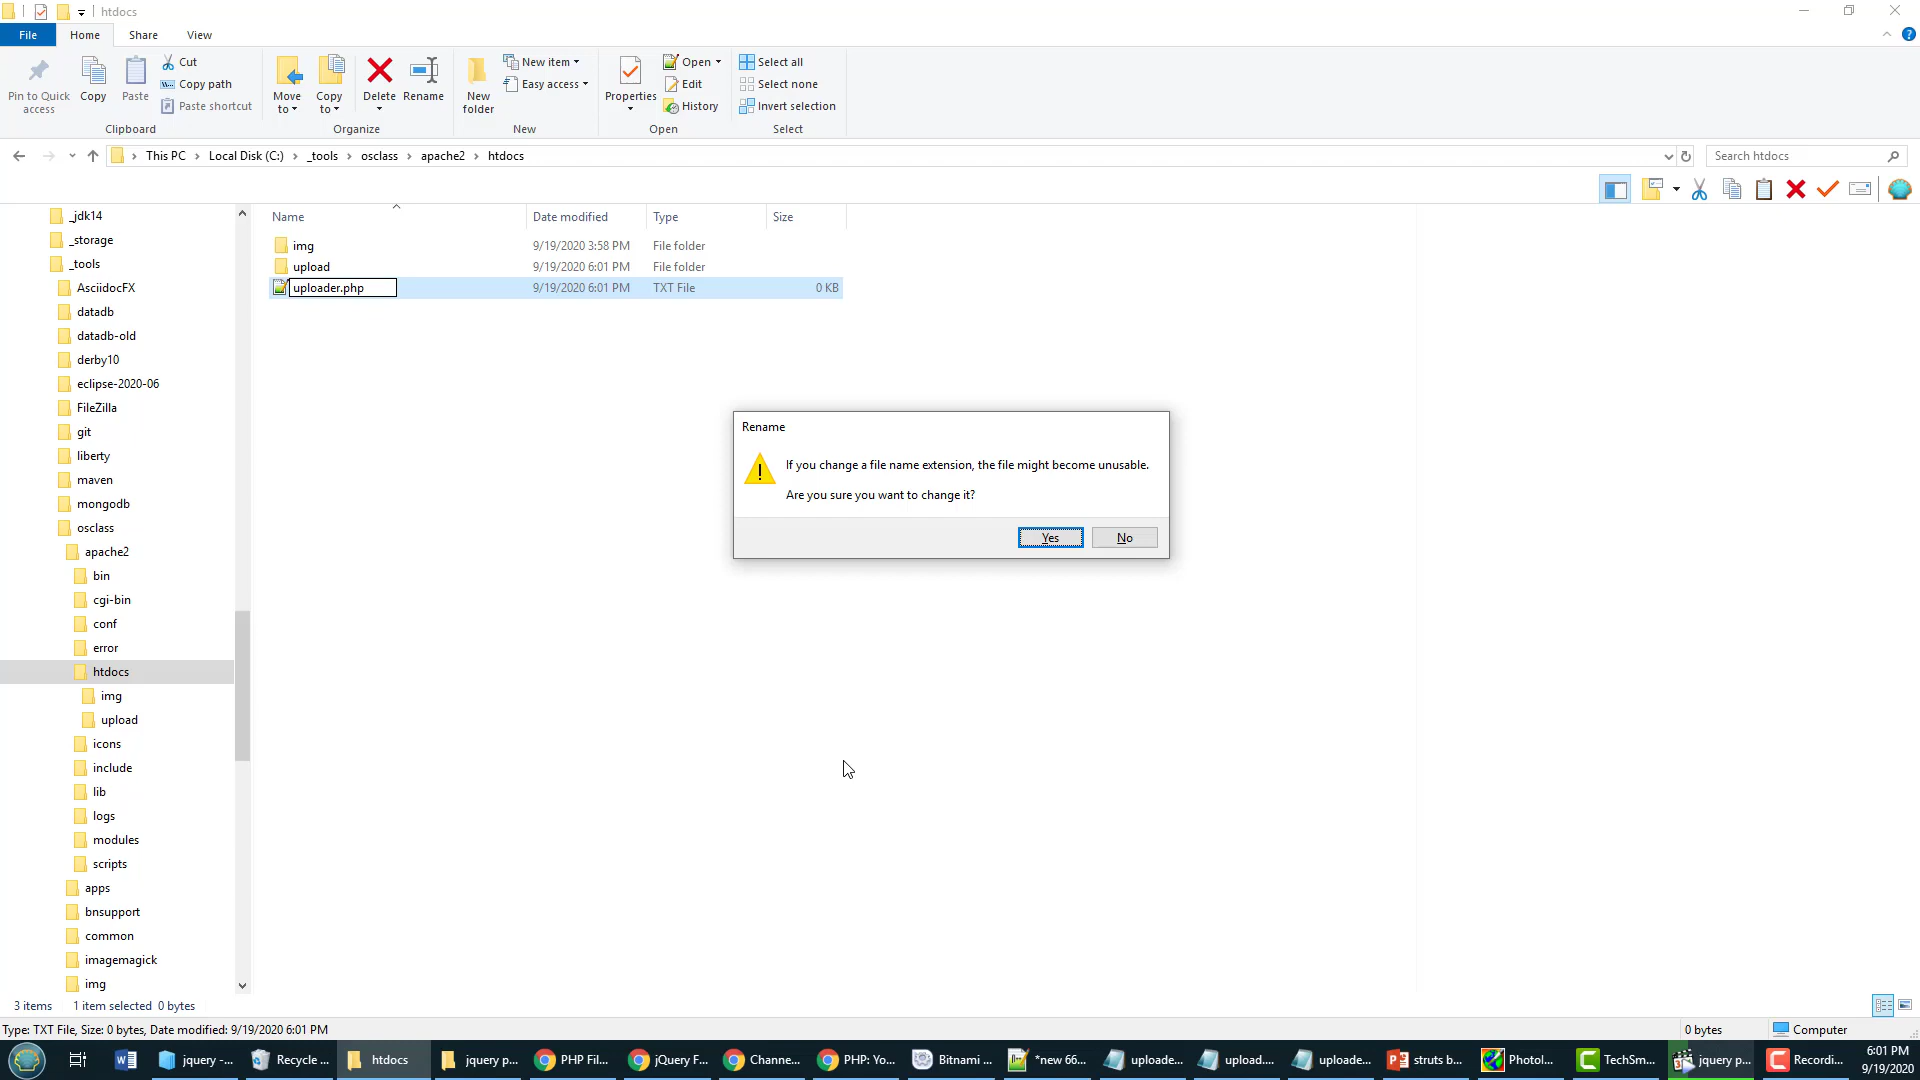 htdocs
File
Home
Share
View
Pin to Quick access
Copy
Paste
Cut
Copy path
Paste shortcut
Clipboard
Move to
Copy to
Delete
Rename
Organize
New folder
New item
Easy access
New
Properties
Open
Edit
History
Open
Select all
Select none
Invert selection
Select
This PC
Local Disk (C:)
_tools
osclass
apache2
htdocs
Search htdocs
_jdk14
_storage
_tools
AsciidocFX
datadb
datadb-old
derby10
eclipse-2020-06
FileZilla
git
liberty
maven
mongodb
osclass
apache2
bin
cgi-bin
conf
error
htdocs
img
upload
icons
include
lib
logs
modules
scripts
apps
bnsupport
common
imagemagick
img
Name Date modified Type Size
img 9/19/2020 3:58 PM File folder
upload 9/19/2020 6:01 PM File folder
uploader.php 9/19/2020 6:01 PM TXT File 0 KB
Rename
If you change a file name extension, the file might become unusable.
Are you sure you want to change it?
Yes
No
3 items 1 item selected 0 bytes
Type: TXT File, Size: 0 bytes, Date modified: 9/19/2020 6:01 PM
0 bytes
Computer
jquery -...
Recycle ...
htdocs
jquery p...
PHP Fil...
jQuery F...
Channe...
PHP: Yo...
Bitnami ...
*new 66...
uploade...
upload....
uploade...
struts b...
Photol...
TechSm...
jquery p...
Recordi...
6:01 PM
9/19/2020